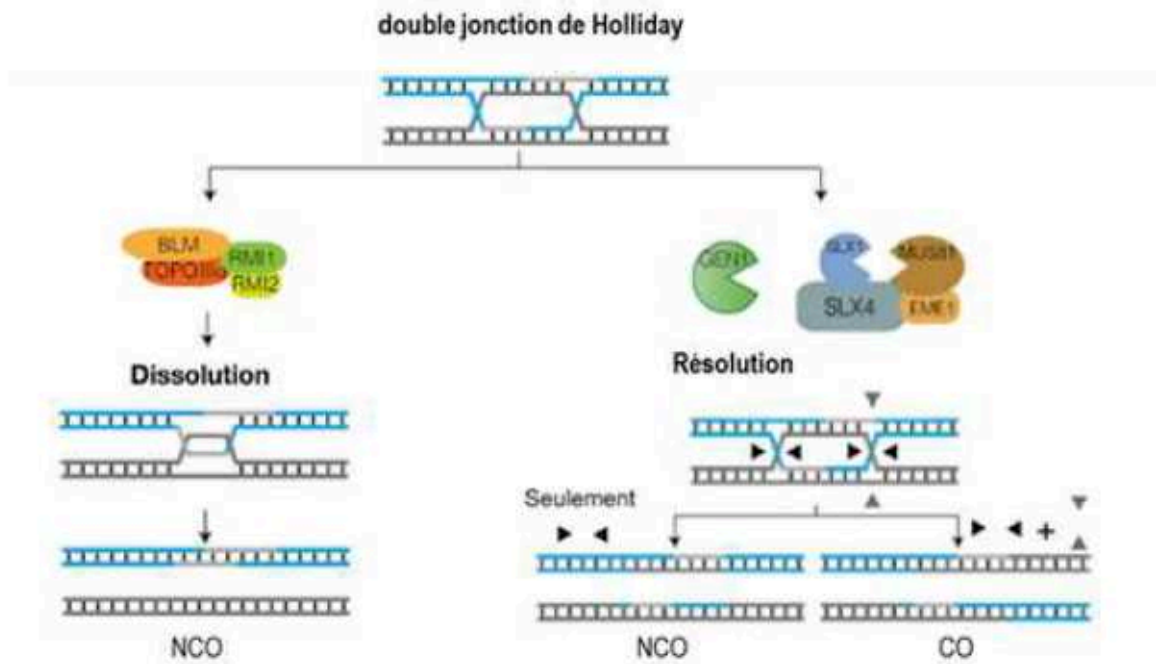 double jonction de Holliday
BLM
TOPOIIIα
RMI1
RMI2
GEN1
SLX1
MUS81
SLX4
EME1
Dissolution
Résolution
Seulement
+
NCO
NCO
CO